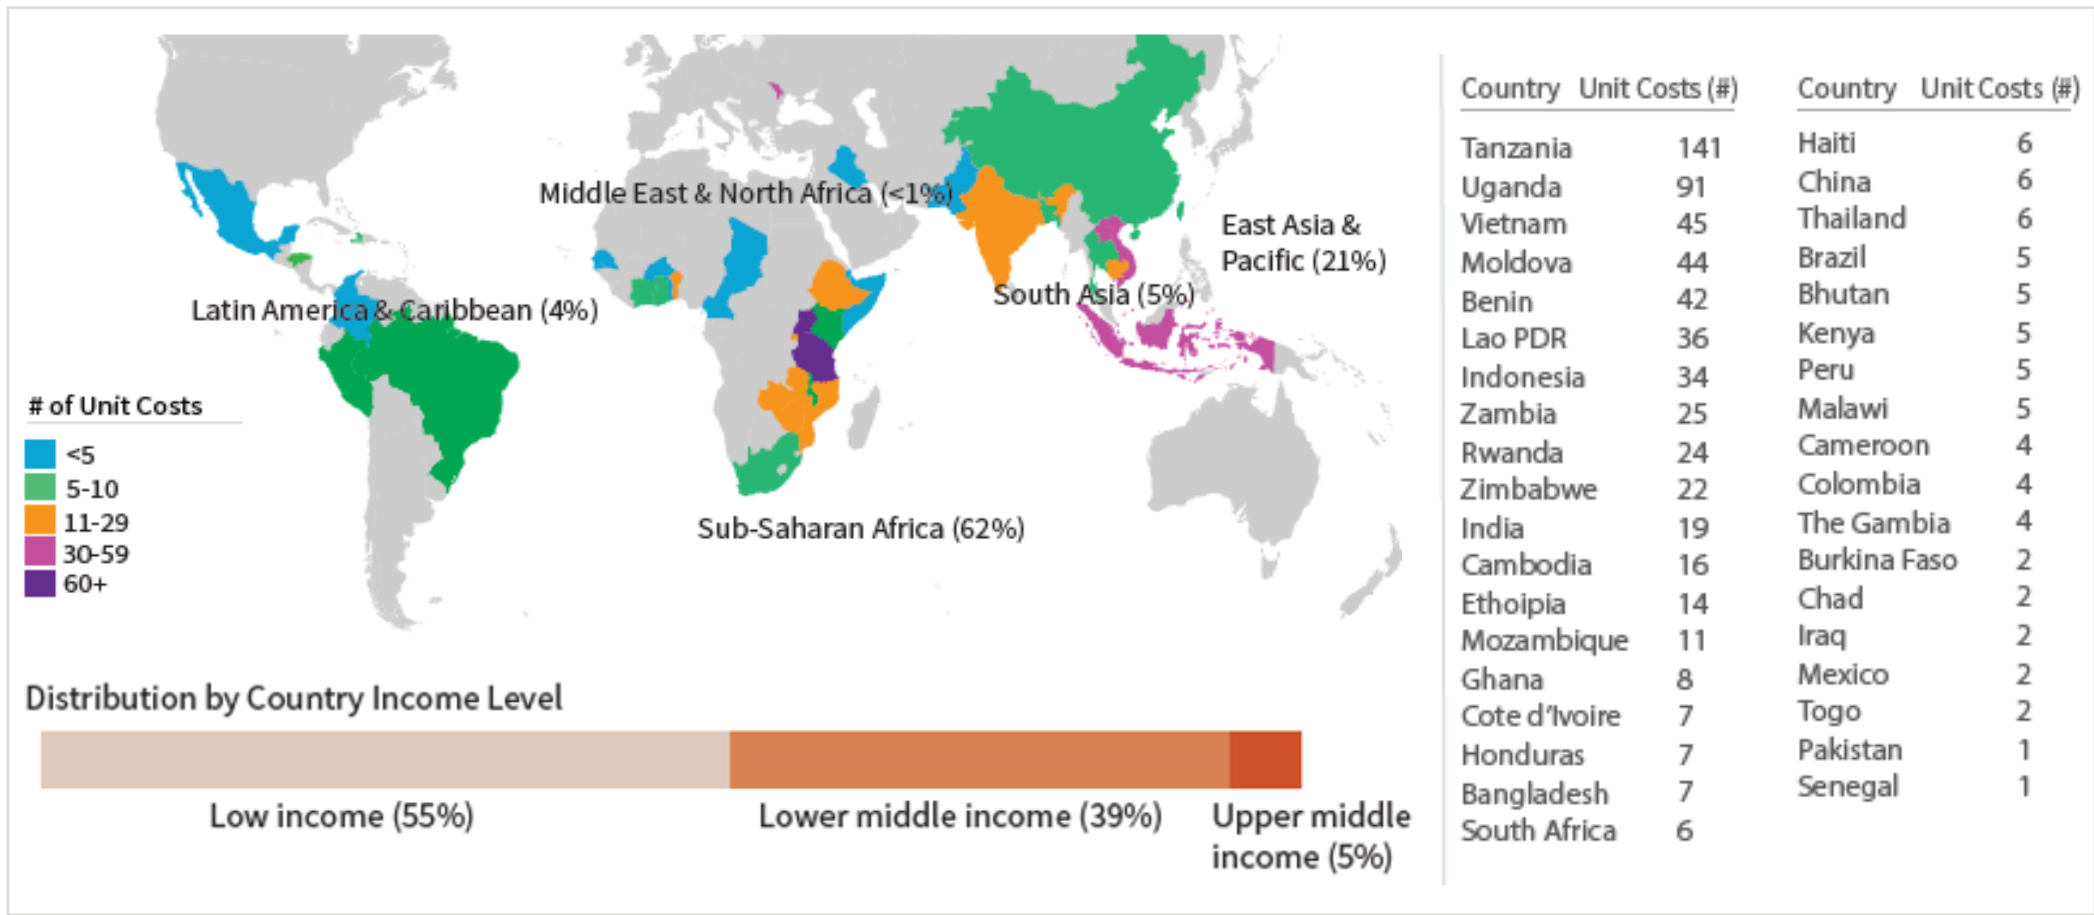 Middle East & North Africa (<1%)
East Asia &
Pacific (21%)
South Asia (5%)
Latin America & Caribbean (4%)
Sub-Saharan Africa (62%)
# of Unit Costs
<5
5-10
11-29
30-59
60+
Distribution by Country Income Level
Low income (55%)
Lower middle income (39%)
Upper middle
income (5%)
Country Unit Costs (#)
Tanzania 141
Uganda 91
Vietnam 45
Moldova 44
Benin 42
Lao PDR 36
Indonesia 34
Zambia 25
Rwanda 24
Zimbabwe 22
India 19
Cambodia 16
Ethoipia 14
Mozambique 11
Ghana 8
Cote d'Ivoire 7
Honduras 7
Bangladesh 7
South Africa 6
Country Unit Costs (#)
Haiti 6
China 6
Thailand 6
Brazil 5
Bhutan 5
Kenya 5
Peru 5
Malawi 5
Cameroon 4
Colombia 4
The Gambia 4
Burkina Faso 2
Chad 2
Iraq 2
Mexico 2
Togo 2
Pakistan 1
Senegal 1